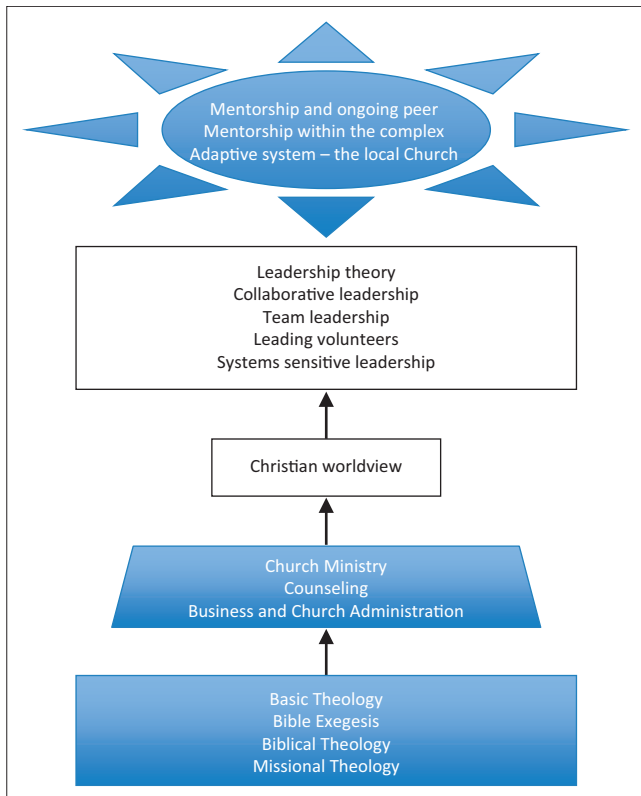 Mentorship and ongoing peer
Mentorship within the complex
Adaptive system – the local Church
Leadership theory
Collaborative leadership
Team leadership
Leading volunteers
Systems sensitive leadership
Christian worldview
Church Ministry
Counseling
Business and Church Administration
Basic Theology
Bible Exegesis
Biblical Theology
Missional Theology